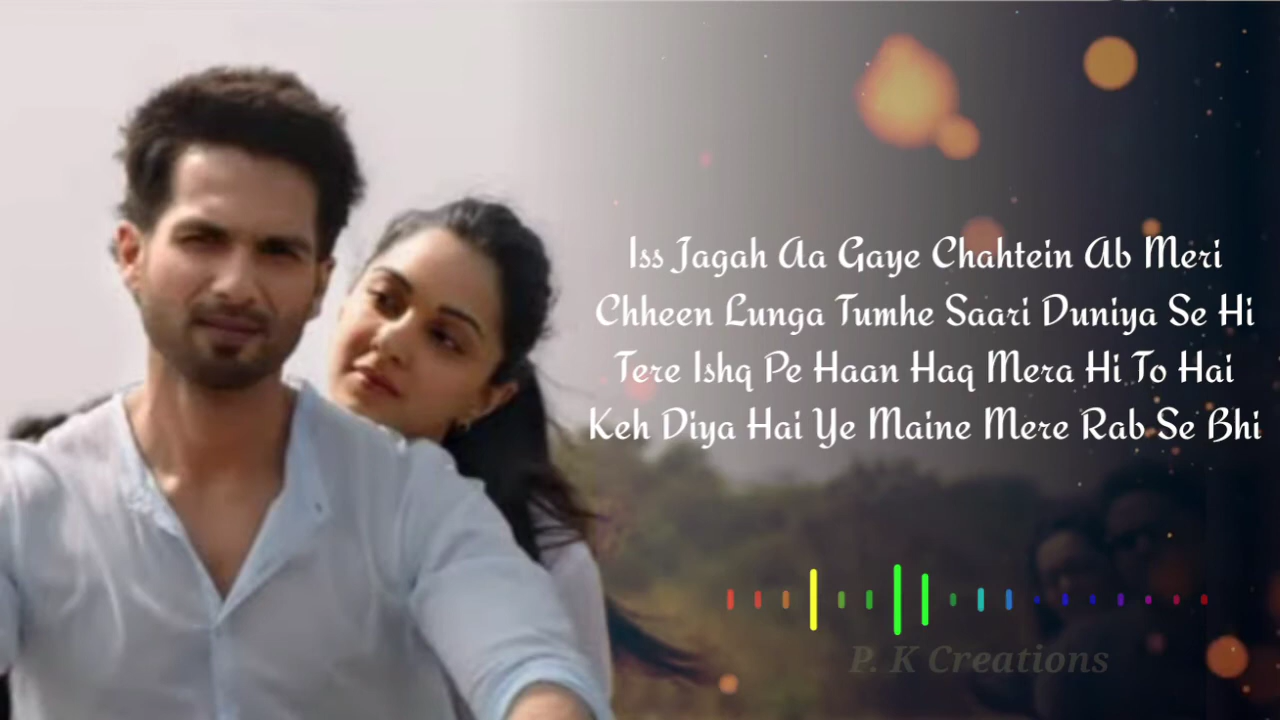 Iss Jagah Aa Gaye Chahtein Ab Meri
Chheen Lunga Tumhe Saari Duniya Se Hi
Tere Ishq Pe Haan Haq Mera Hi To Hai
Keh Diya Hai Ye Maine Mere Rab Se Bhi
P. K Creations